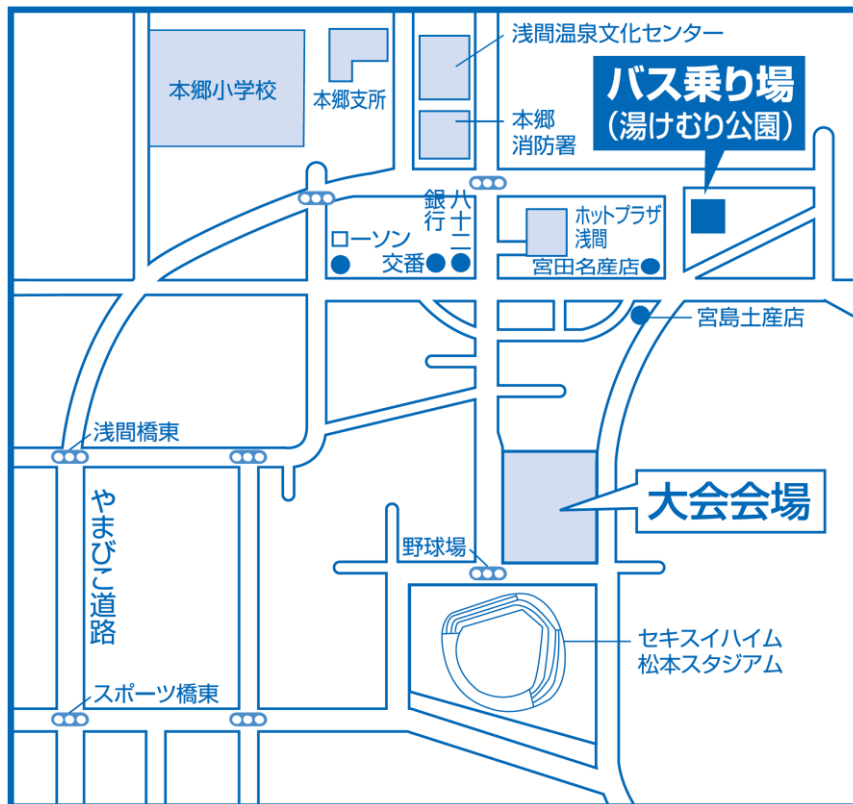 浅間温泉文化センター
バス乗り場
(湯けむり公園)
本郷小学校
本郷支所
本郷
消防署
八十二
銀行
ホットプラザ
浅間
ローソン
交番
宮田名産店
宮島土産店
浅間橋東
大会会場
やまびこ道路
野球場
セキスイハイム
松本スタジアム
スポーツ橋東